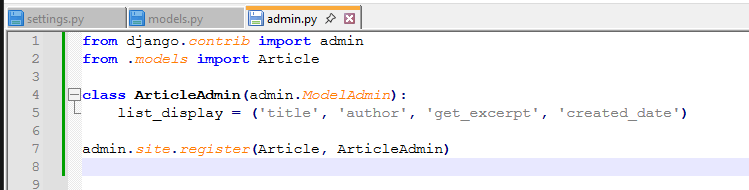 settings.py models.py admin.py
1 from django.contrib import admin
2 from .models import Article
3
4 class ArticleAdmin(admin.ModelAdmin):
5     list_display = ('title', 'author', 'get_excerpt', 'created_date')
6
7 admin.site.register(Article, ArticleAdmin)
8
9